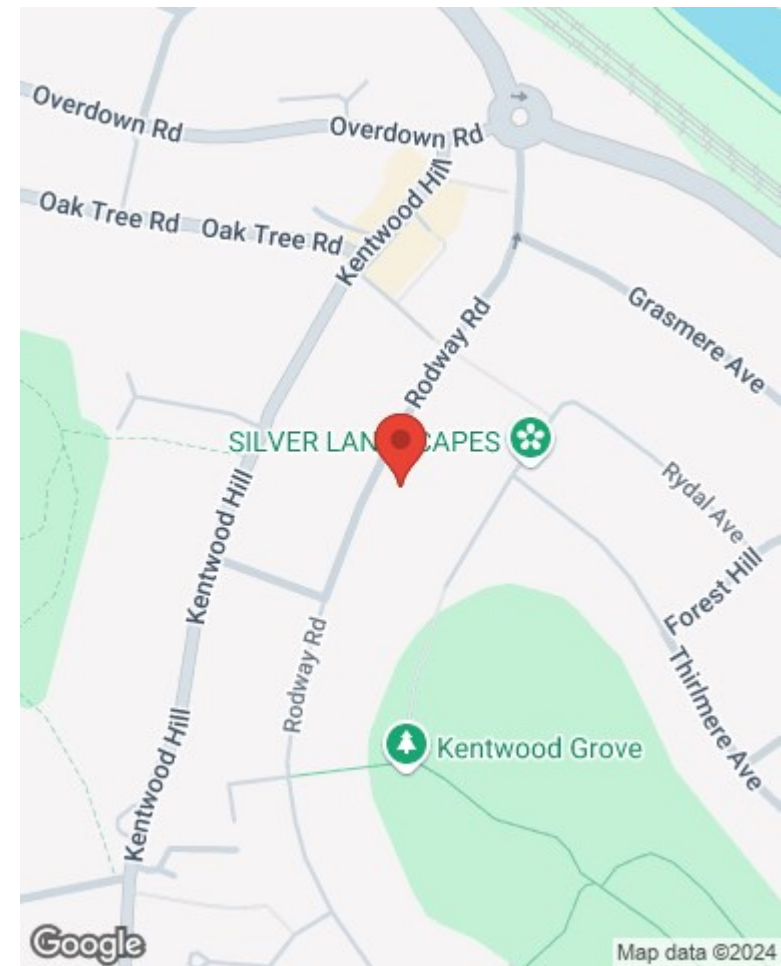 Overdown Rd
Overdown Rd
Kentwood Hill
Oak Tree Rd
Oak Tree Rd
Grasmere Ave
Rodway Rd
SILVER LAN CAPES
Rydal Ave
Kentwood Hill
Forest Hill
Rodway Rd
Thirlmere Ave
Kentwood Grove
Kentwood Hill
Google
Map data ©2024